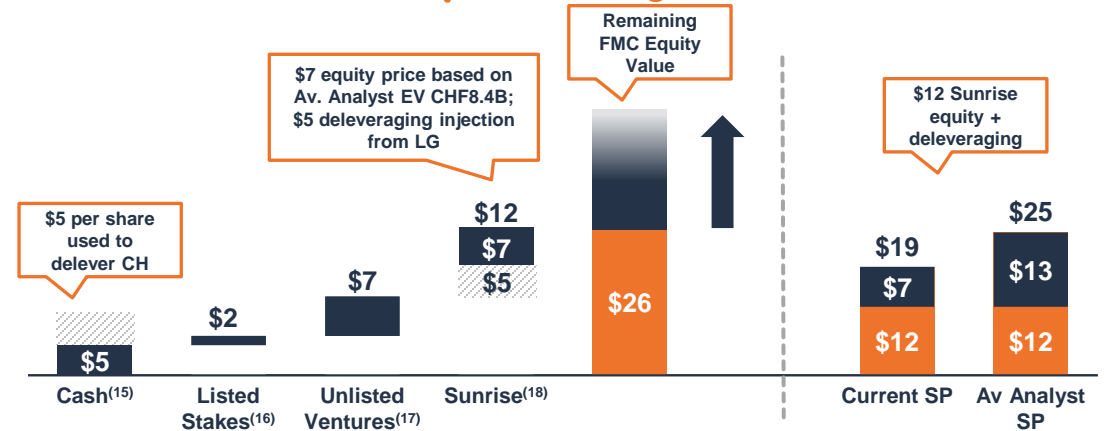 Remaining
FMC Equity
Value
$7 equity price based on
Av. Analyst EV CHF8.4B;
$5 deleveraging injection
from LG
$12 Sunrise
equity +
deleveraging
$5 per share
used to
delever CH
$5
$2
$7
$12
$7
$5
$26
$19
$7
$12
$25
$13
$12
Cash(15)
Listed
Stakes(16)
Unlisted
Ventures(17)
Sunrise(18)
Current SP
Av Analyst
SP